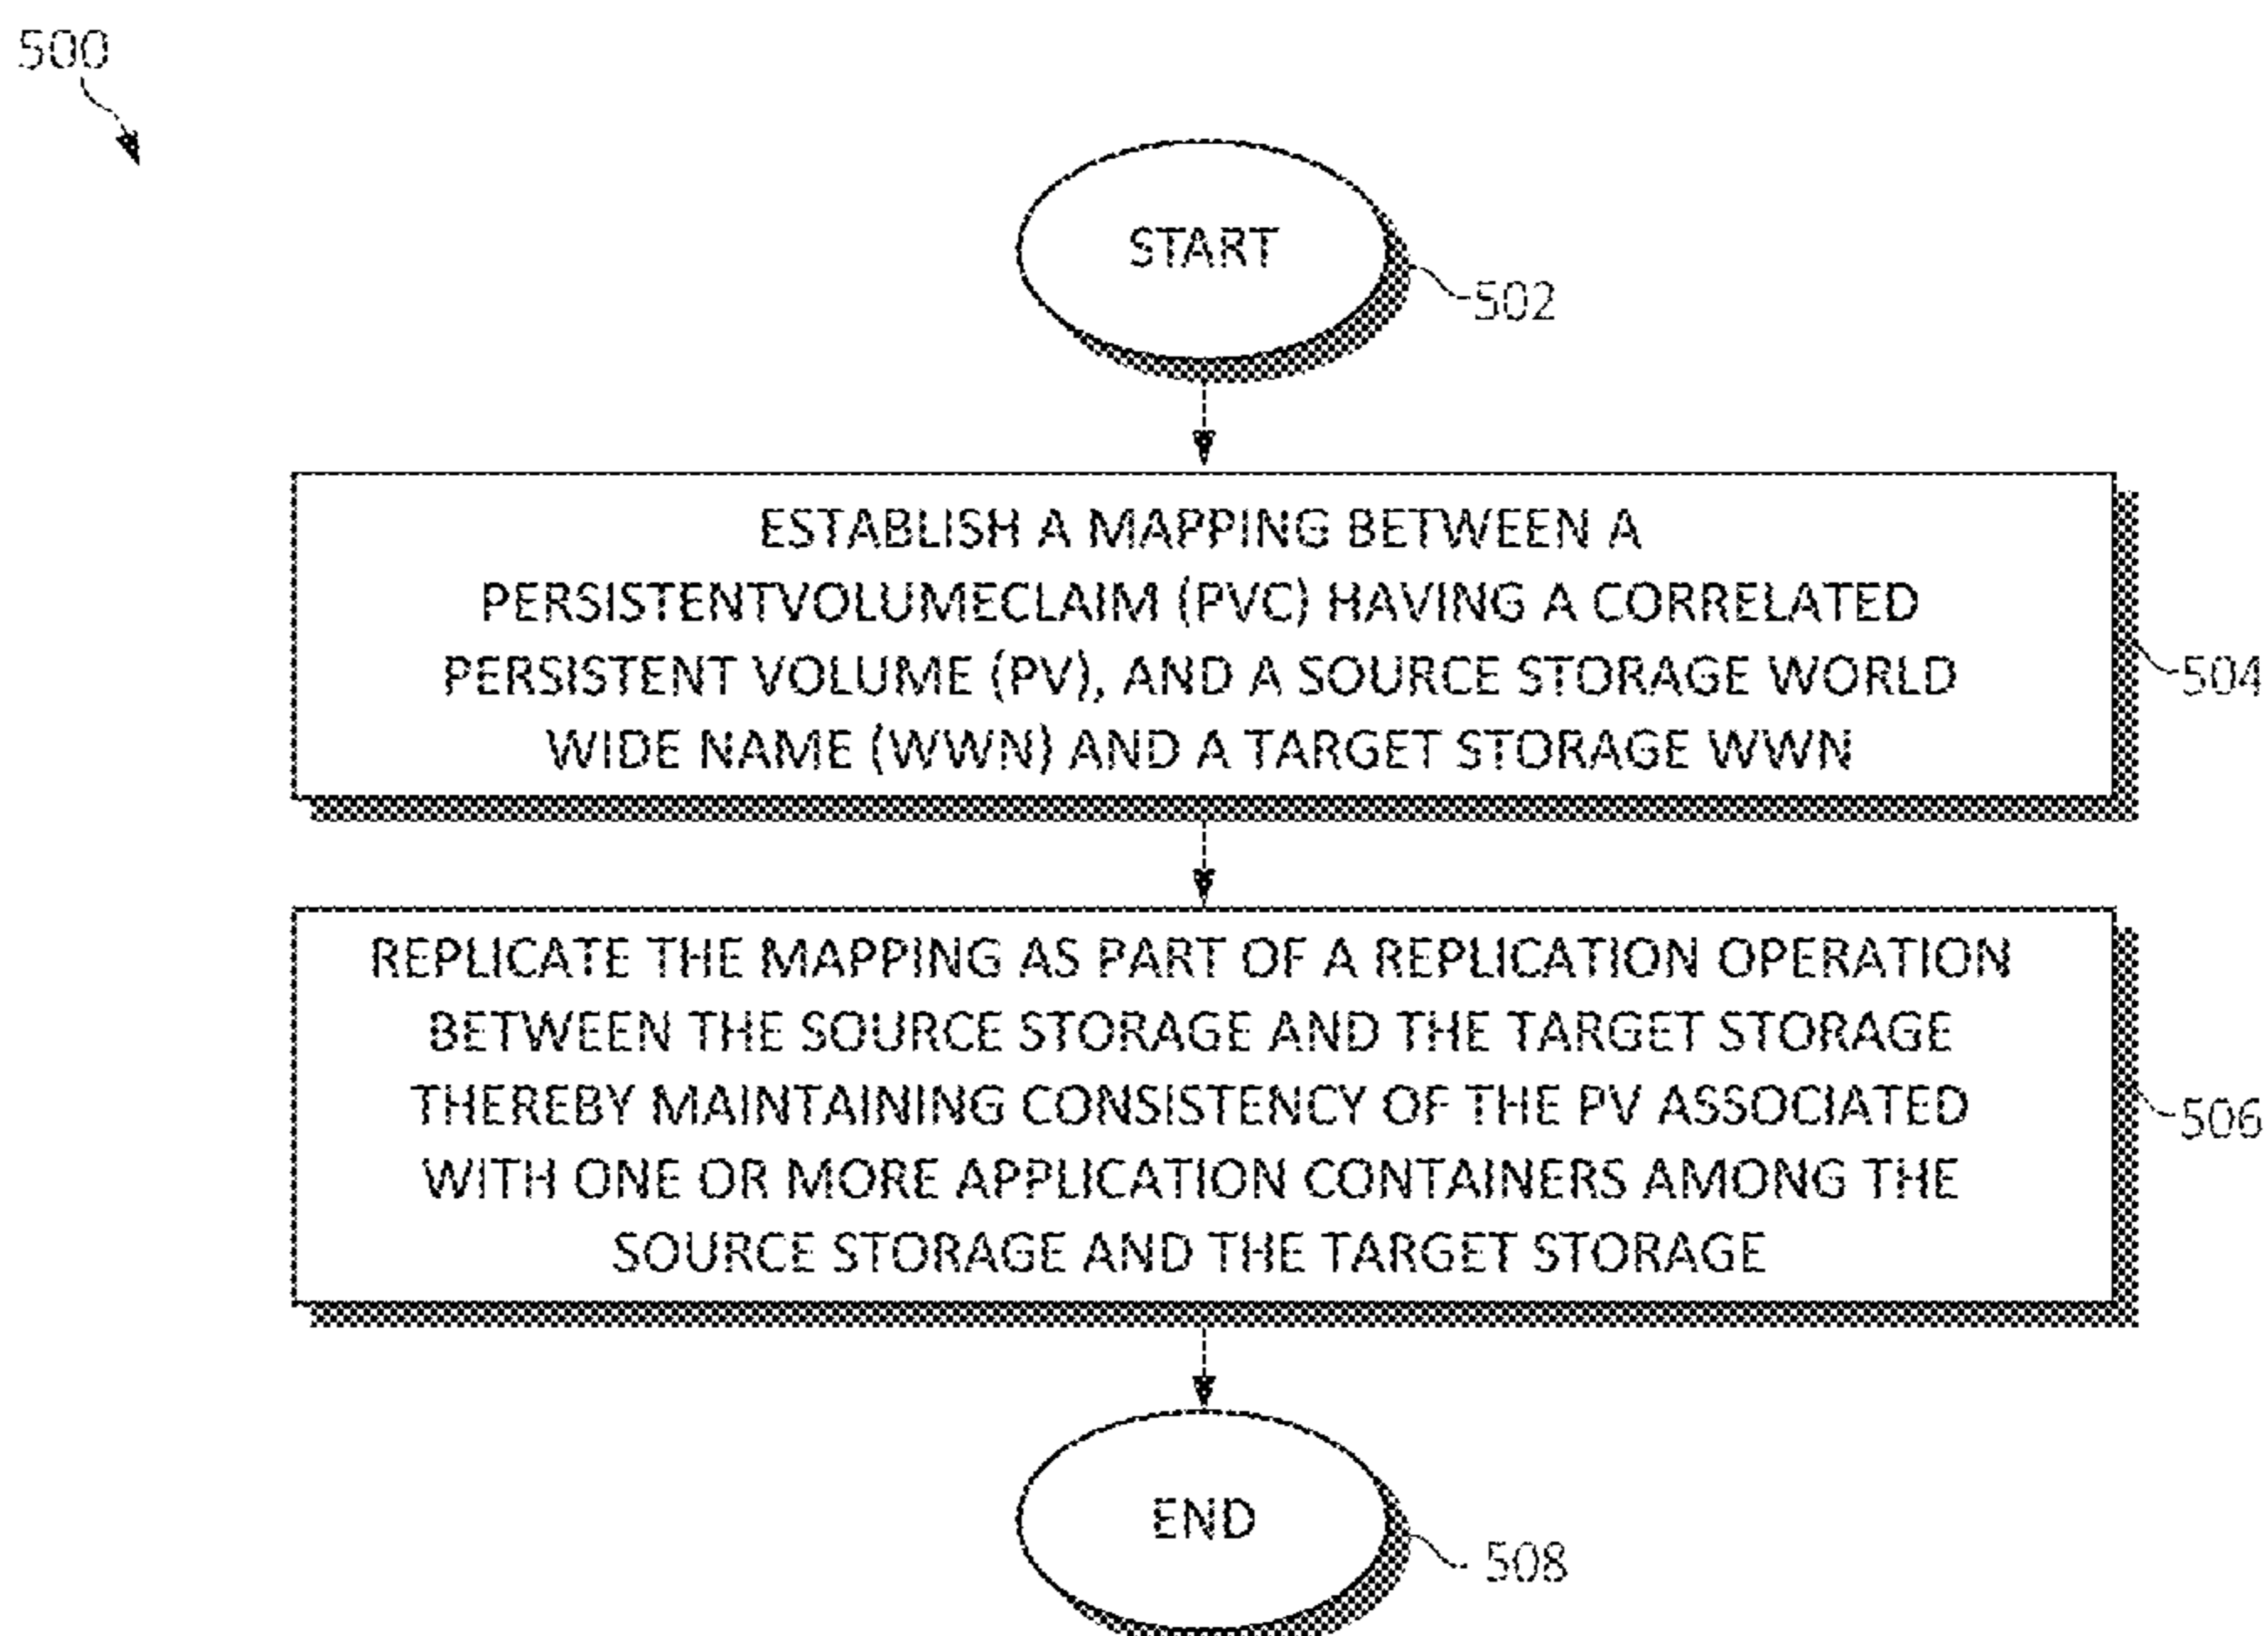 500
START
502
ESTABLISH A MAPPING BETWEEN A
PERSISTENTVOLUMECLAIM (PVC) HAVING A CORRELATED
PERSISTENT VOLUME (PV), AND A SOURCE STORAGE WORLD
WIDE NAME (WWN) AND A TARGET STORAGE WWN
504
REPLICATE THE MAPPING AS PART OF A REPLICATION OPERATION
BETWEEN THE SOURCE STORAGE AND THE TARGET STORAGE
THEREBY MAINTAINING CONSISTENCY OF THE PV ASSOCIATED
WITH ONE OR MORE APPLICATION CONTAINERS AMONG THE
SOURCE STORAGE AND THE TARGET STORAGE
506
END
508